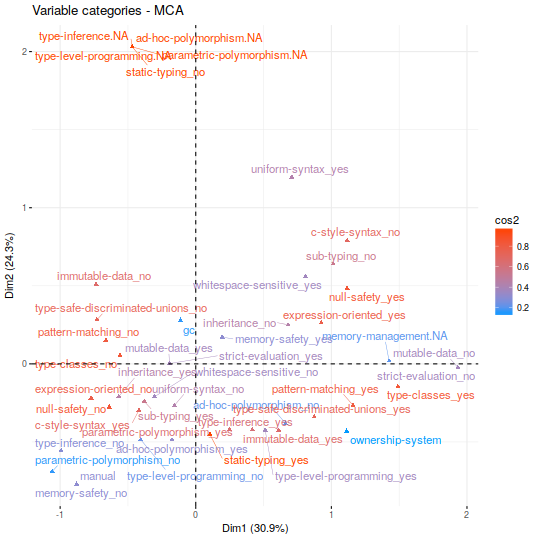 Variable categories - MCA
type-inference.NA
ad-hoc-polymorphism.NA
type-level-programming.NA
parametric-polymorphism.NA
static-typing_no
uniform-syntax_yes
c-style-syntax_no
sub-typing_no
immutable-data_no
whitespace-sensitive_yes
null-safety_yes
type-safe-discriminated-unions_no
expression-oriented_yes
inheritance_no
pattern-matching_no
gc
memory-safety_yes
memory-management.NA
mutable-data_yes
strict-evaluation_yes
mutable-data_no
type-classes_no
inheritance_yes
whitespace-sensitive_no
strict-evaluation_no
expression-oriented_no
uniform-syntax_no
pattern-matching_yes
type-classes_yes
null-safety_no
sub-typing_yes
ad-hoc-polymorphism_no
type-safe-discriminated-unions_yes
c-style-syntax_yes
parametric-polymorphism_yes
type-inference_yes
type-inference_no
ad-hoc-polymorphism_yes
immutable-data_yes
ownership-system
parametric-polymorphism_no
static-typing_yes
manual
type-level-programming_no
type-level-programming_yes
memory-safety_no
2
1
0
-1
0
1
2
Dim1 (30.9%)
Dim2 (24.3%)
cos2
0.8
0.6
0.4
0.2